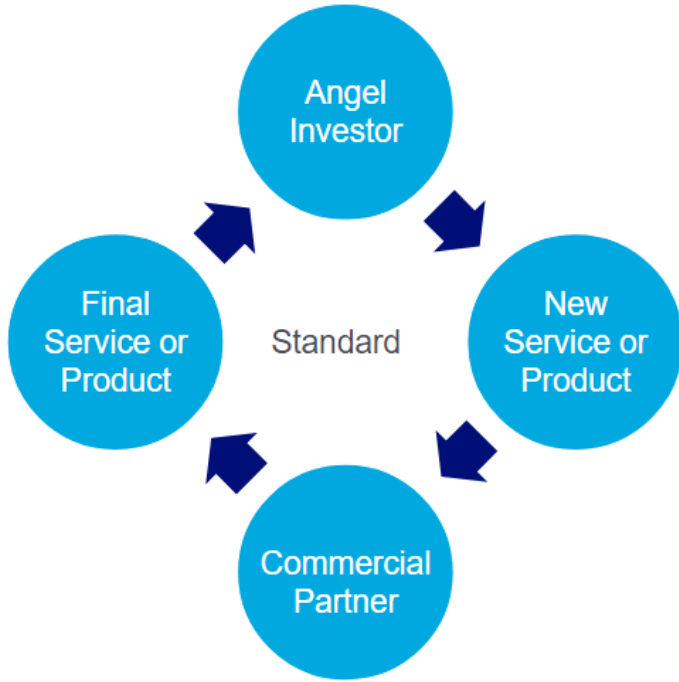 Angel
Investor
New
Service or
Product
Commercial
Partner
Final
Service or
Product
Standard